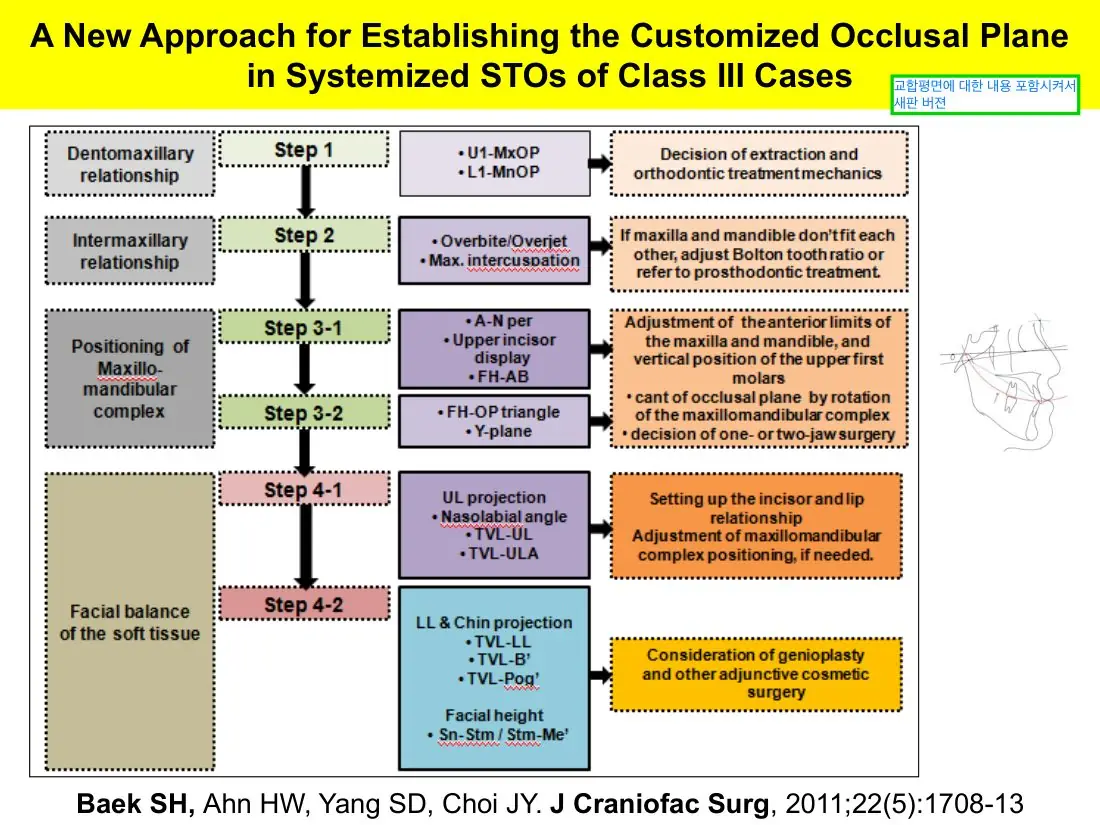 A New Approach for Establishing the Customized Occlusal Plane
in Systemized STOs of Class III Cases
교합평면에 대한 내용 포함시켜서
새판 버젼
Dentomaxillary
relationship
Step 1
• U1-MxOP
• L1-MnOP
Decision of extraction and
orthodontic treatment mechanics
Intermaxillary
relationship
Step 2
• Overbite/Overjet
• Max. intercuspation
If maxilla and mandible don't fit each
other, adjust Bolton tooth ratio or
refer to prosthodontic treatment.
Positioning of
Maxillo-
mandibular
complex
Step 3-1
• A-N per
• Upper incisor
display
• FH-AB
Adjustment of the anterior limits of
the maxilla and mandible, and
vertical position of the upper first
molars
• cant of occlusal plane by rotation
of the maxillomandibular complex
• decision of one- or two-jaw surgery
Step 3-2
• FH-OP triangle
• Y-plane
Facial balance
of the soft tissue
Step 4-1
UL projection
• Nasolabial angle
• TVL-UL
• TVL-ULA
Setting up the incisor and lip
relationship
Adjustment of maxillomandibular
complex positioning, if needed.
Step 4-2
LL & Chin projection
• TVL-LL
• TVL-B'
• TVL-Pog'
Facial height
• Sn-Stm / Stm-Me'
Consideration of genioplasty
and other adjunctive cosmetic
surgery
Baek SH, Ahn HW, Yang SD, Choi JY. J Craniofac Surg, 2011;22(5):1708-13